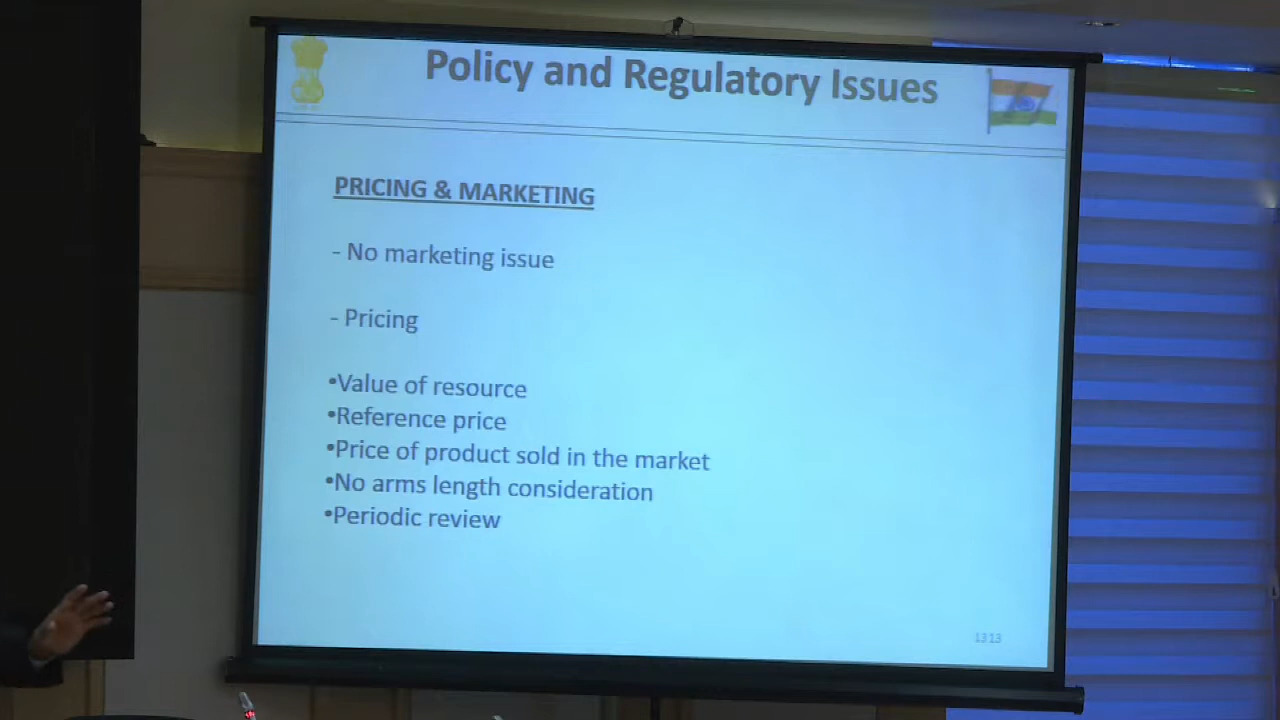 Policy and Regulatory Issues
PRICING & MARKETING
- No marketing issue
- Pricing
•Value of resource
•Reference price
•Price of product sold in the market
•No arms length consideration
•Periodic review
1313